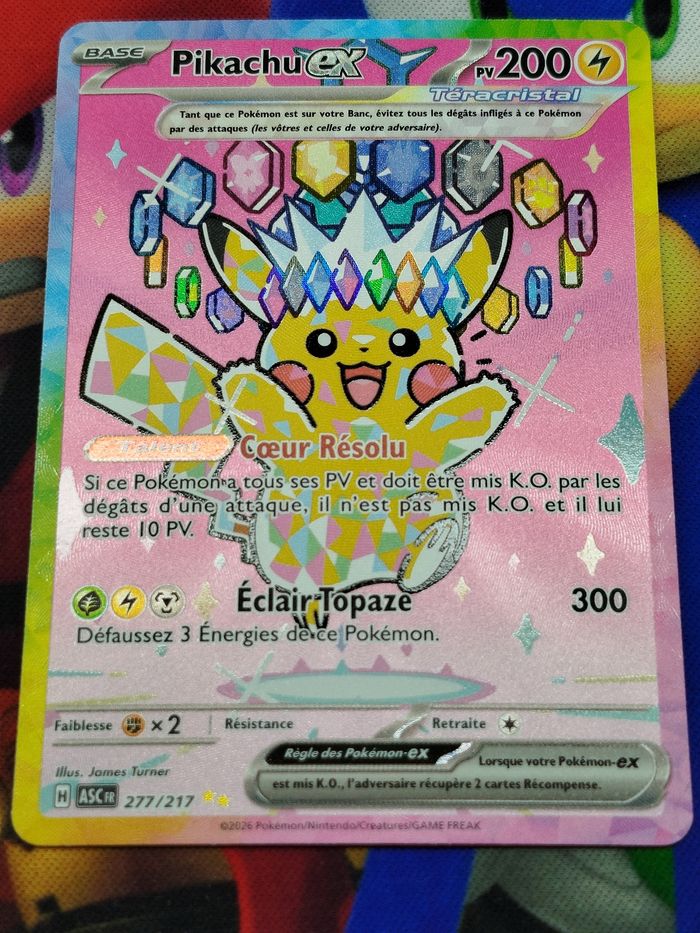 BASE Pikachu ex PV 200
Téracristal
Tant que ce Pokémon est sur votre Banc, évitez tous les dégâts infligés à ce Pokémon
par des attaques (les vôtres et celles de votre adversaire).
Talent Cœur Résolu
Si ce Pokémon a tous ses PV et doit être mis K.O. par les
dégâts d'une attaque, il n'est pas mis K.O. et il lui
reste 10 PV.
Éclair Topaze 300
Défaussez 3 Énergies de ce Pokémon.
Faiblesse ×2 Résistance Retraite
Règle des Pokémon-ex Lorsque votre Pokémon-ex
est mis K.O., l'adversaire récupère 2 cartes Récompense.
Illus. James Turner
H ASC FR 277/217
©2026 Pokémon/Nintendo/Creatures/GAME FREAK